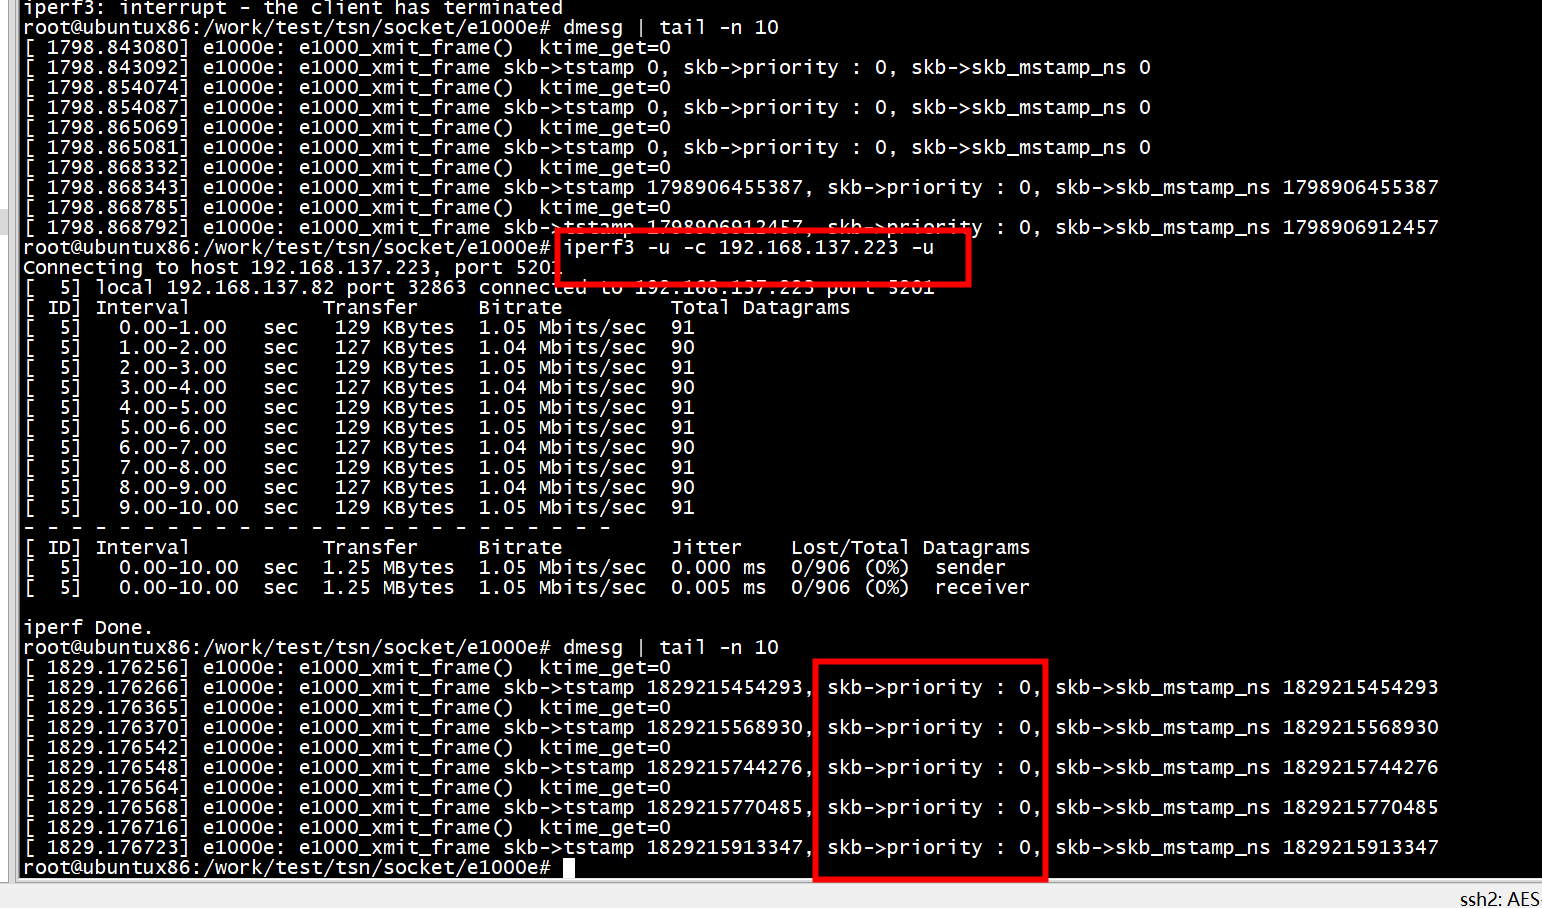 iperf3: interrupt - the client has terminated
root@ubuntux86:/work/test/tsn/socket/e1000e# dmesg | tail -n 10
[ 1798.843080] e1000e: e1000_xmit_frame()  ktime_get=0
[ 1798.843092] e1000e: e1000_xmit_frame skb->tstamp 0, skb->priority : 0, skb->skb_mstamp_ns 0
[ 1798.854074] e1000e: e1000_xmit_frame()  ktime_get=0
[ 1798.854087] e1000e: e1000_xmit_frame skb->tstamp 0, skb->priority : 0, skb->skb_mstamp_ns 0
[ 1798.865069] e1000e: e1000_xmit_frame()  ktime_get=0
[ 1798.865081] e1000e: e1000_xmit_frame skb->tstamp 0, skb->priority : 0, skb->skb_mstamp_ns 0
[ 1798.868332] e1000e: e1000_xmit_frame()  ktime_get=0
[ 1798.868343] e1000e: e1000_xmit_frame skb->tstamp 1798906455387, skb->priority : 0, skb->skb_mstamp_ns 1798906455387
[ 1798.868785] e1000e: e1000_xmit_frame()  ktime_get=0
[ 1798.868792] e1000e: e1000_xmit_frame skb->tstamp 1798906912457, skb->priority : 0, skb->skb_mstamp_ns 1798906912457
root@ubuntux86:/work/test/tsn/socket/e1000e# iperf3 -u -c 192.168.137.223 -u
Connecting to host 192.168.137.223, port 5201
[  5] local 192.168.137.82 port 32863 connected to 192.168.137.223 port 5201
[ ID] Interval           Transfer     Bitrate         Total Datagrams
[  5]   0.00-1.00   sec   129 KBytes  1.05 Mbits/sec  91
[  5]   1.00-2.00   sec   127 KBytes  1.04 Mbits/sec  90
[  5]   2.00-3.00   sec   129 KBytes  1.05 Mbits/sec  91
[  5]   3.00-4.00   sec   127 KBytes  1.04 Mbits/sec  90
[  5]   4.00-5.00   sec   129 KBytes  1.05 Mbits/sec  91
[  5]   5.00-6.00   sec   129 KBytes  1.05 Mbits/sec  91
[  5]   6.00-7.00   sec   127 KBytes  1.04 Mbits/sec  90
[  5]   7.00-8.00   sec   129 KBytes  1.05 Mbits/sec  91
[  5]   8.00-9.00   sec   127 KBytes  1.04 Mbits/sec  90
[  5]   9.00-10.00  sec   129 KBytes  1.05 Mbits/sec  91
- - - - - - - - - - - - - - - - - - - - - - - - -
[ ID] Interval           Transfer     Bitrate         Jitter    Lost/Total Datagrams
[  5]   0.00-10.00  sec  1.25 MBytes  1.05 Mbits/sec  0.000 ms  0/906 (0%)  sender
[  5]   0.00-10.00  sec  1.25 MBytes  1.05 Mbits/sec  0.005 ms  0/906 (0%)  receiver
iperf Done.
root@ubuntux86:/work/test/tsn/socket/e1000e# dmesg | tail -n 10
[ 1829.176256] e1000e: e1000_xmit_frame()  ktime_get=0
[ 1829.176266] e1000e: e1000_xmit_frame skb->tstamp 1829215454293, skb->priority : 0, skb->skb_mstamp_ns 1829215454293
[ 1829.176365] e1000e: e1000_xmit_frame()  ktime_get=0
[ 1829.176370] e1000e: e1000_xmit_frame skb->tstamp 1829215568930, skb->priority : 0, skb->skb_mstamp_ns 1829215568930
[ 1829.176542] e1000e: e1000_xmit_frame()  ktime_get=0
[ 1829.176548] e1000e: e1000_xmit_frame skb->tstamp 1829215744276, skb->priority : 0, skb->skb_mstamp_ns 1829215744276
[ 1829.176564] e1000e: e1000_xmit_frame()  ktime_get=0
[ 1829.176568] e1000e: e1000_xmit_frame skb->tstamp 1829215770485, skb->priority : 0, skb->skb_mstamp_ns 1829215770485
[ 1829.176716] e1000e: e1000_xmit_frame()  ktime_get=0
[ 1829.176723] e1000e: e1000_xmit_frame skb->tstamp 1829215913347, skb->priority : 0, skb->skb_mstamp_ns 1829215913347
root@ubuntux86:/work/test/tsn/socket/e1000e#
ssh2: AES-